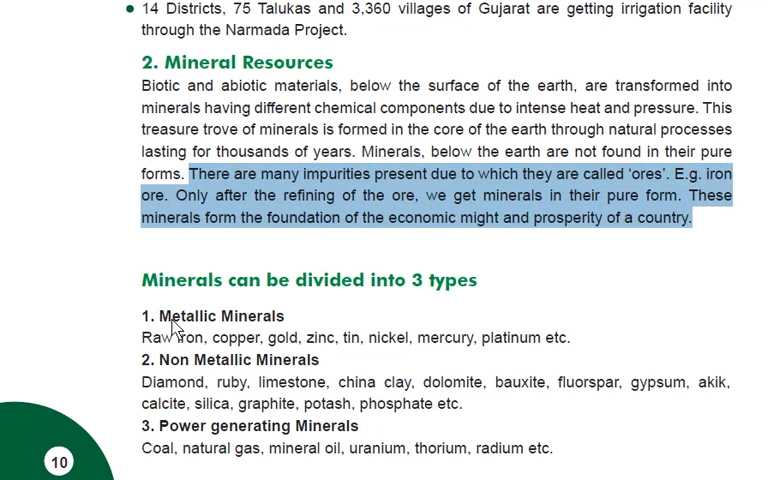 14 Districts, 75 Talukas and 3,360 villages of Gujarat are getting irrigation facility
through the Narmada Project.
2. Mineral Resources
Biotic and abiotic materials, below the surface of the earth, are transformed into
minerals having different chemical components due to intense heat and pressure. This
treasure trove of minerals is formed in the core of the earth through natural processes
lasting for thousands of years. Minerals, below the earth are not found in their pure
forms. There are many impurities present due to which they are called ‘ores’. E.g. iron
ore. Only after the refining of the ore, we get minerals in their pure form. These
minerals form the foundation of the economic might and prosperity of a country.
Minerals can be divided into 3 types
1. Metallic Minerals
Raw iron, copper, gold, zinc, tin, nickel, mercury, platinum etc.
2. Non Metallic Minerals
Diamond, ruby, limestone, china clay, dolomite, bauxite, fluorspar, gypsum, akik,
calcite, silica, graphite, potash, phosphate etc.
3. Power generating Minerals
Coal, natural gas, mineral oil, uranium, thorium, radium etc.
10